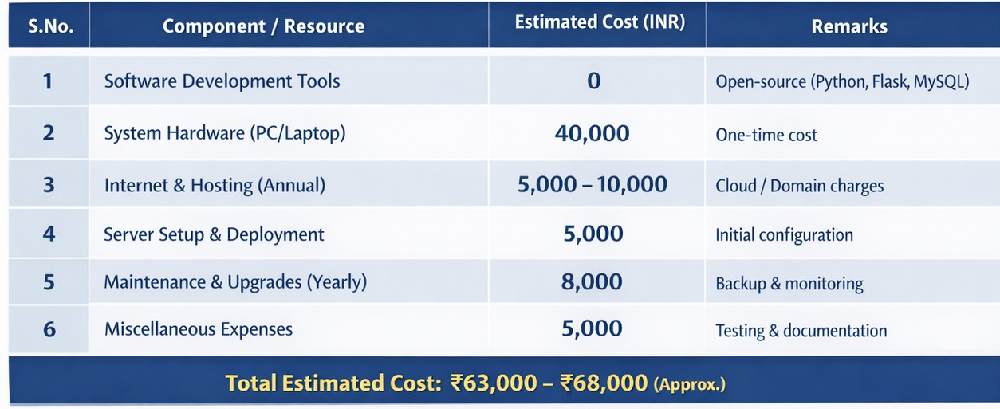 S.No. Component / Resource Estimated Cost (INR) Remarks
1 Software Development Tools 0 Open-source (Python, Flask, MySQL)
2 System Hardware (PC/Laptop) 40,000 One-time cost
3 Internet & Hosting (Annual) 5,000 – 10,000 Cloud / Domain charges
4 Server Setup & Deployment 5,000 Initial configuration
5 Maintenance & Upgrades (Yearly) 8,000 Backup & monitoring
6 Miscellaneous Expenses 5,000 Testing & documentation
Total Estimated Cost: ₹63,000 – ₹68,000 (Approx.)